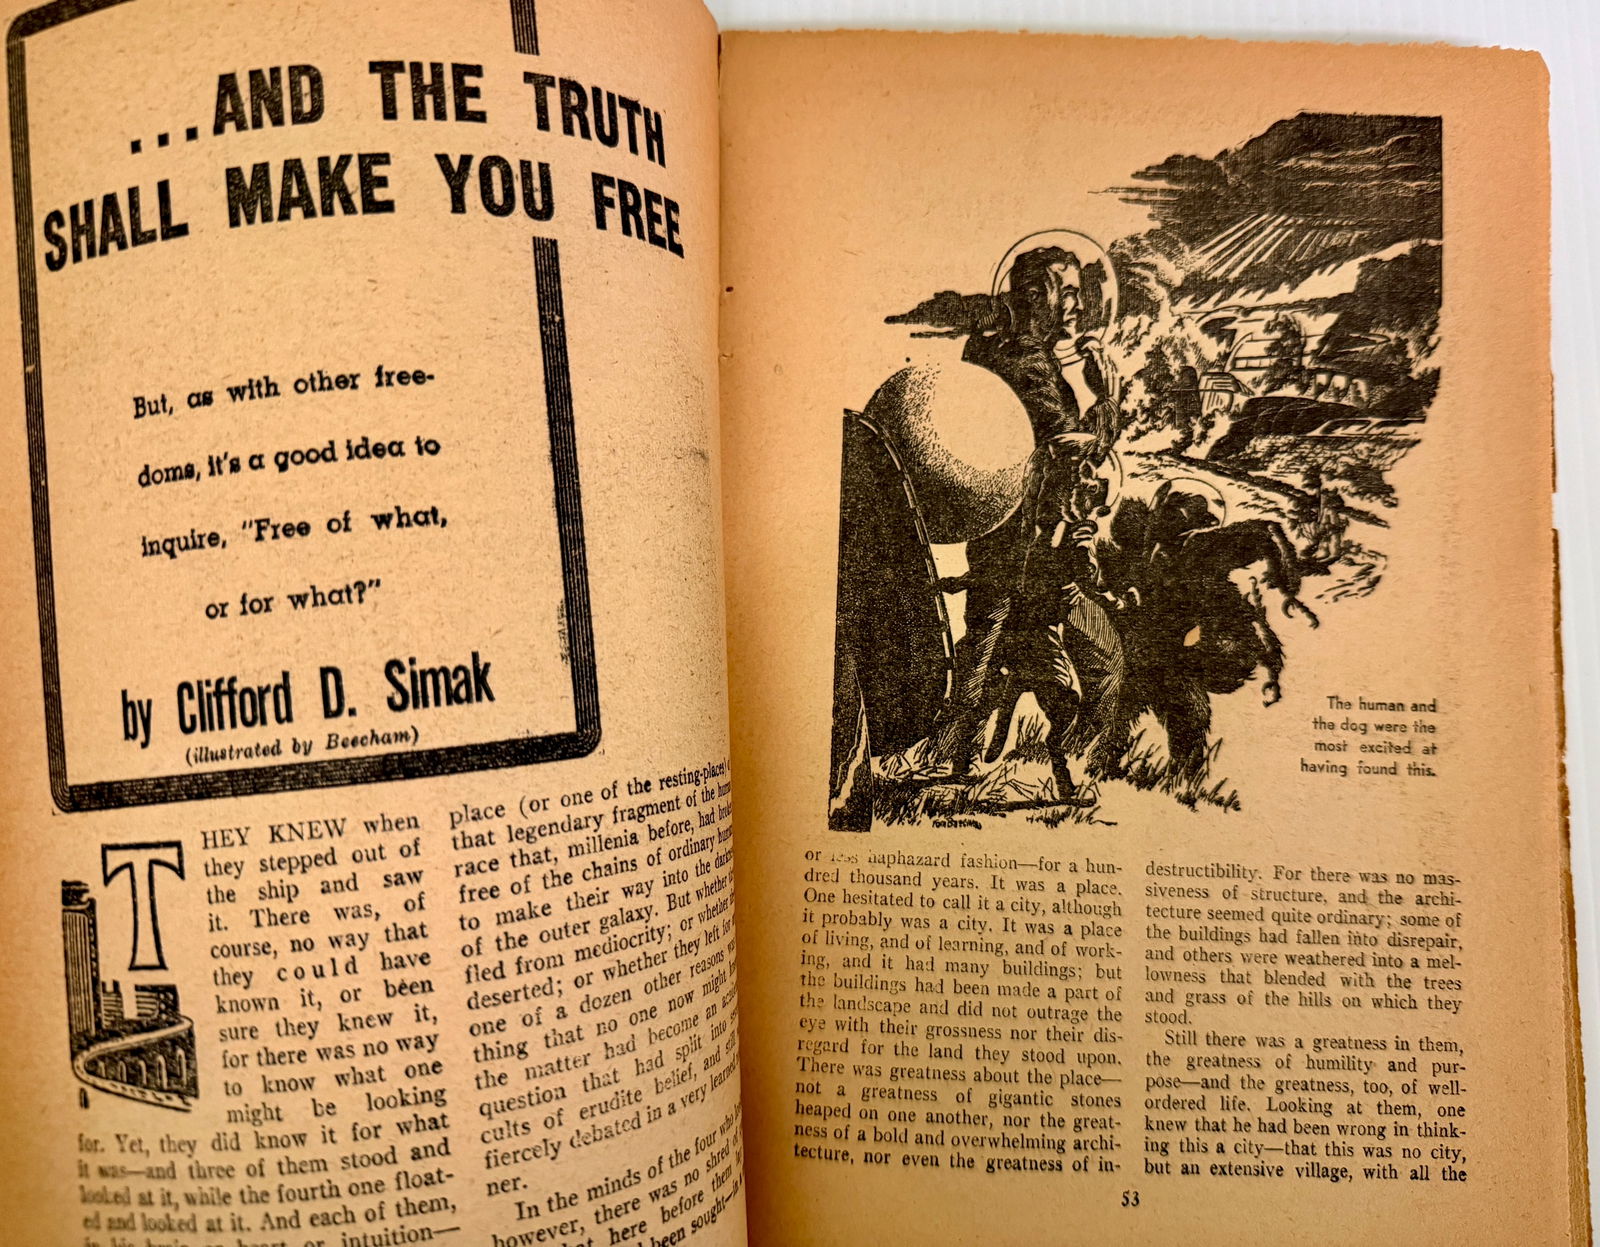 ...AND THE TRUTH
SHALL MAKE YOU FREE
But, as with other free-
doms, it's a good idea to
inquire, "Free of what,
or for what?"
by Clifford D. Simak
(illustrated by Beecham)
THEY KNEW when
they stepped out of
the ship and saw
it. There was, of
course, no way that
they could have
known it, or been
sure they knew it,
for there was no way
to know what one
might be looking
for. Yet, they did know it for what
it was—and three of them stood and
looked at it, while the fourth one float-
ed and looked at it. And each of them,
in his brain or heart or intuition—
place (or one of the resting-places)
that legendary fragment of the
race that, millenia before, had
free of the chains of ordinary
to make their way into the
of the outer galaxy. But whether
fled from mediocrity; or whether
deserted; or whether they left for
one of a dozen other reasons
thing that no one now might
the matter had become an
question that had split into
cults of erudite belief, and still
fiercely debated in a very learned
ner.
In the minds of the four who
however, there was no shred of
here before them
been sought—
The human and
the dog were the
most excited at
having found this.
or less haphazard fashion—for a hun-
dred thousand years. It was a place.
One hesitated to call it a city, although
it probably was a city. It was a place
of living, and of learning, and of work-
ing, and it had many buildings; but
the buildings had been made a part of
the landscape and did not outrage the
eye with their grossness nor their dis-
regard for the land they stood upon.
There was greatness about the place—
not a greatness of gigantic stones
heaped on one another, nor the great-
ness of a bold and overwhelming archi-
tecture, nor even the greatness of in-
destructibility. For there was no mas-
siveness of structure, and the archi-
tecture seemed quite ordinary; some of
the buildings had fallen into disrepair,
and others were weathered into a mel-
lowness that blended with the trees
and grass of the hills on which they
stood.
Still there was a greatness in them,
the greatness of humility and pur-
pose—and the greatness, too, of well-
ordered life. Looking at them, one
knew that he had been wrong in think-
ing this a city—that this was no city,
but an extensive village, with all the
53